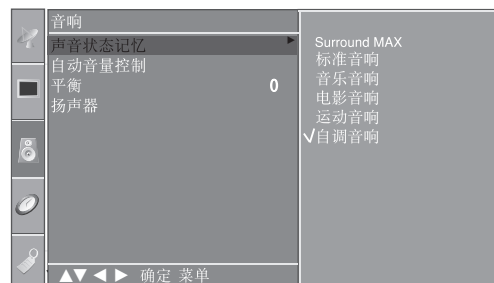 音响
声音状态记忆
自动音量控制
平衡 0
扬声器
Surround MAX
标准音响
音乐音响
电影音响
运动音响
√自调音响
▲▼◀▶ 确定 菜单